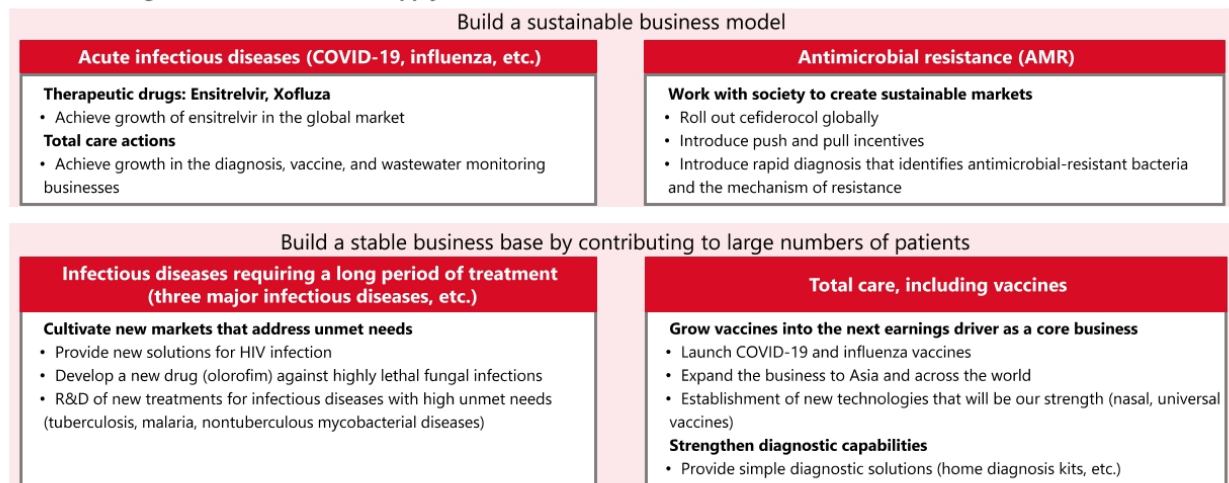 Build a sustainable business model
Acute infectious diseases (COVID-19, influenza, etc.)
Therapeutic drugs: Ensitrelvir, Xofluza
• Achieve growth of ensitrelvir in the global market
Total care actions
• Achieve growth in the diagnosis, vaccine, and wastewater monitoring
businesses
Antimicrobial resistance (AMR)
Work with society to create sustainable markets
• Roll out cefiderocol globally
• Introduce push and pull incentives
• Introduce rapid diagnosis that identifies antimicrobial-resistant bacteria
and the mechanism of resistance
Build a stable business base by contributing to large numbers of patients
Infectious diseases requiring a long period of treatment
(three major infectious diseases, etc.)
Cultivate new markets that address unmet needs
• Provide new solutions for HIV infection
• Develop a new drug (olorofim) against highly lethal fungal infections
• R&D of new treatments for infectious diseases with high unmet needs
(tuberculosis, malaria, nontuberculous mycobacterial diseases)
Total care, including vaccines
Grow vaccines into the next earnings driver as a core business
• Launch COVID-19 and influenza vaccines
• Expand the business to Asia and across the world
• Establishment of new technologies that will be our strength (nasal, universal
vaccines)
Strengthen diagnostic capabilities
• Provide simple diagnostic solutions (home diagnosis kits, etc.)